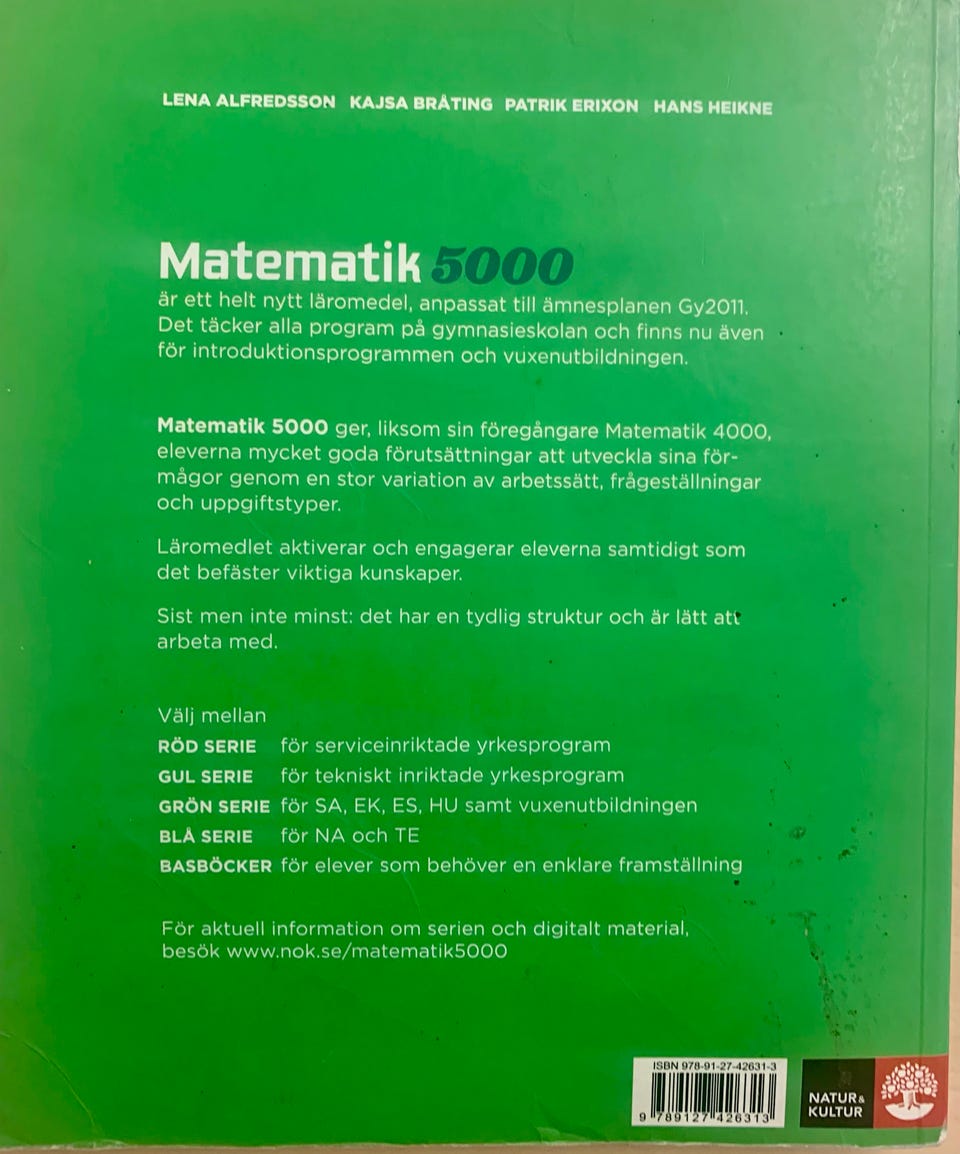 LENA ALFREDSSON KAJSA BRÅTING PATRIK ERIXON HANS HEIKNE
Matematik 5000
är ett helt nytt läromedel, anpassat till ämnesplanen Gy2011.
Det täcker alla program på gymnasieskolan och finns nu även
för introduktionsprogrammen och vuxenutbildningen.
Matematik 5000 ger, liksom sin föregångare Matematik 4000,
eleverna mycket goda förutsättningar att utveckla sina för-
mågor genom en stor variation av arbetssätt, frågeställningar
och uppgiftstyper.
Läromedlet aktiverar och engagerar eleverna samtidigt som
det befäster viktiga kunskaper.
Sist men inte minst: det har en tydlig struktur och är lätt att
arbeta med.
Välj mellan
RÖD SERIE för serviceinriktade yrkesprogram
GUL SERIE för tekniskt inriktade yrkesprogram
GRÖN SERIE för SA, EK, ES, HU samt vuxenutbildningen
BLÅ SERIE för NA och TE
BASBÖCKER för elever som behöver en enklare framställning
För aktuell information om serien och digitalt material,
besök www.nok.se/matematik5000
ISBN 978-91-27-42631-3
9 789127 426313
NATUR &
KULTUR